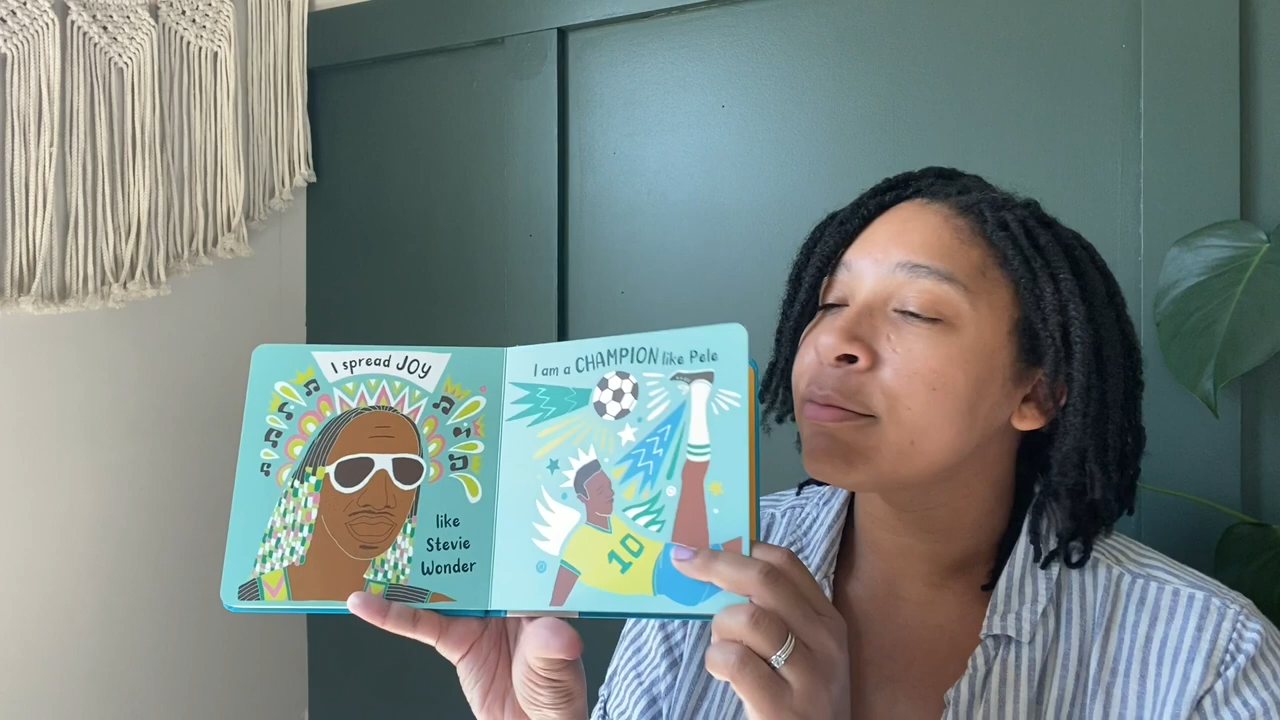 I spread JOY
like
Stevie
Wonder
I am a CHAMPION like Pele
10